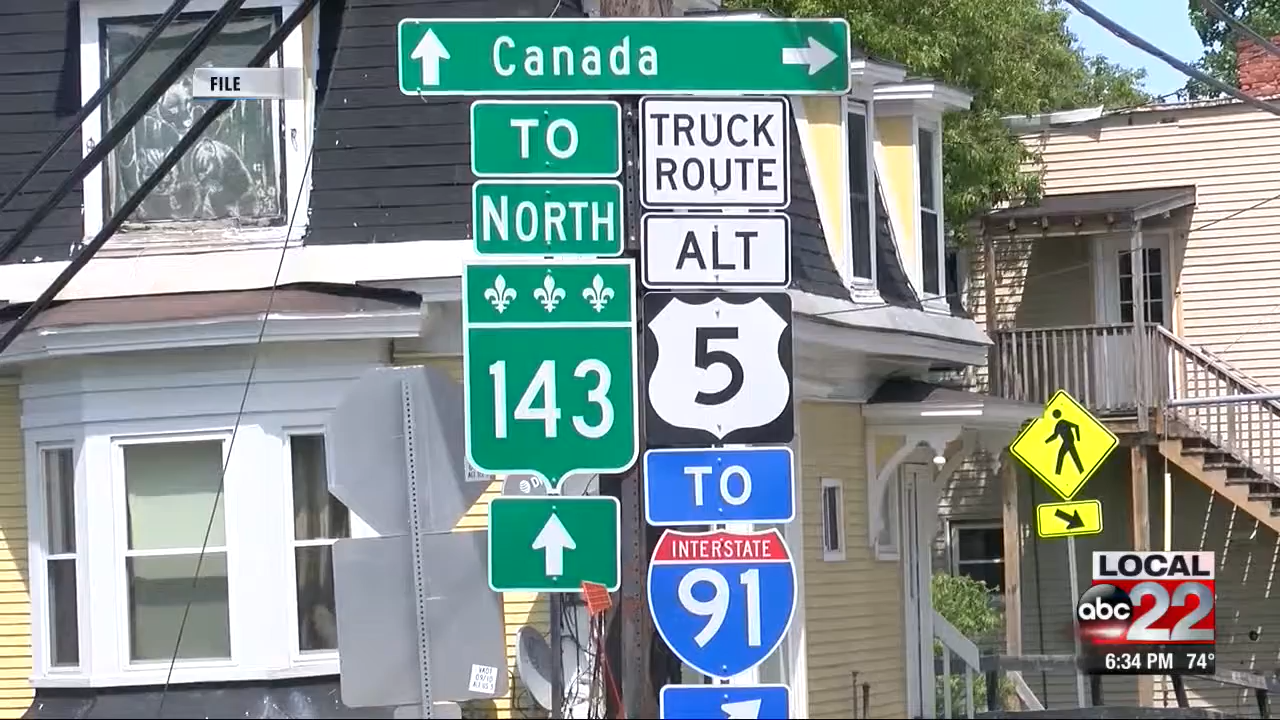 FILE
Canada
TO
NORTH
143
TRUCK
ROUTE
ALT
5
TO
INTERSTATE
91
LOCAL
abc 22
6:34 PM 74°